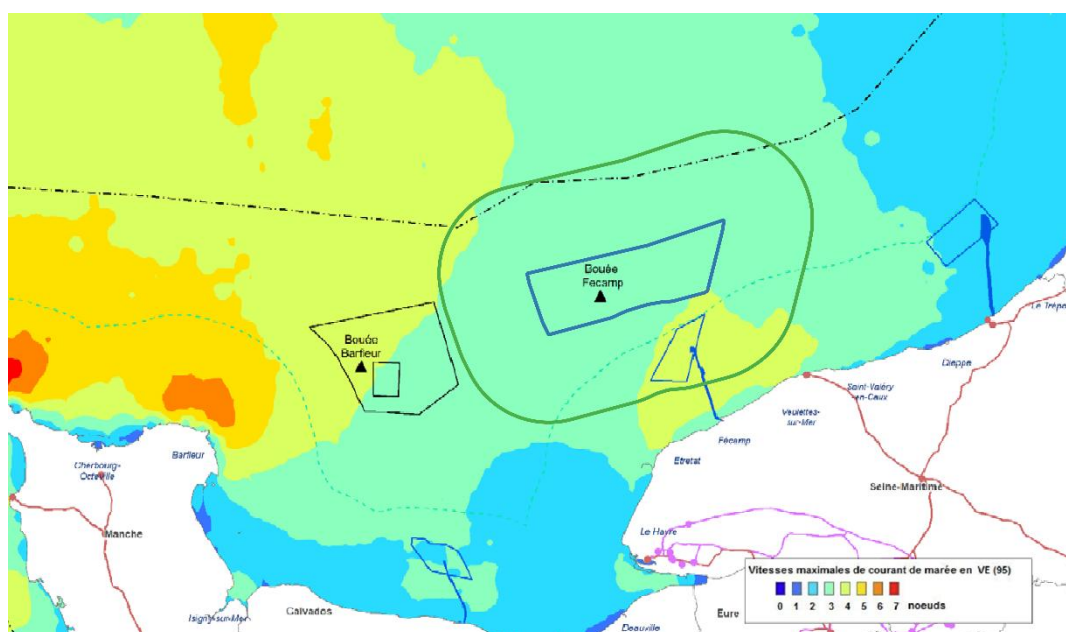 Bouée
Fecamp
Bouée
Barfleur
Le Tréport
Dieppe
Saint-Valéry
en-Caux
Veulettes-
sur-Mer
Fécamp
Etretat
Barfleur
Cherbourg-
Octeville
Manche
Seine-Maritime
Le Havre
Isigny-sur-Mer
Calvados
Deauville
Eure
Vitesses maximales de courant de marée en VE (95)
0 1 2 3 4 5 6 7 noeuds